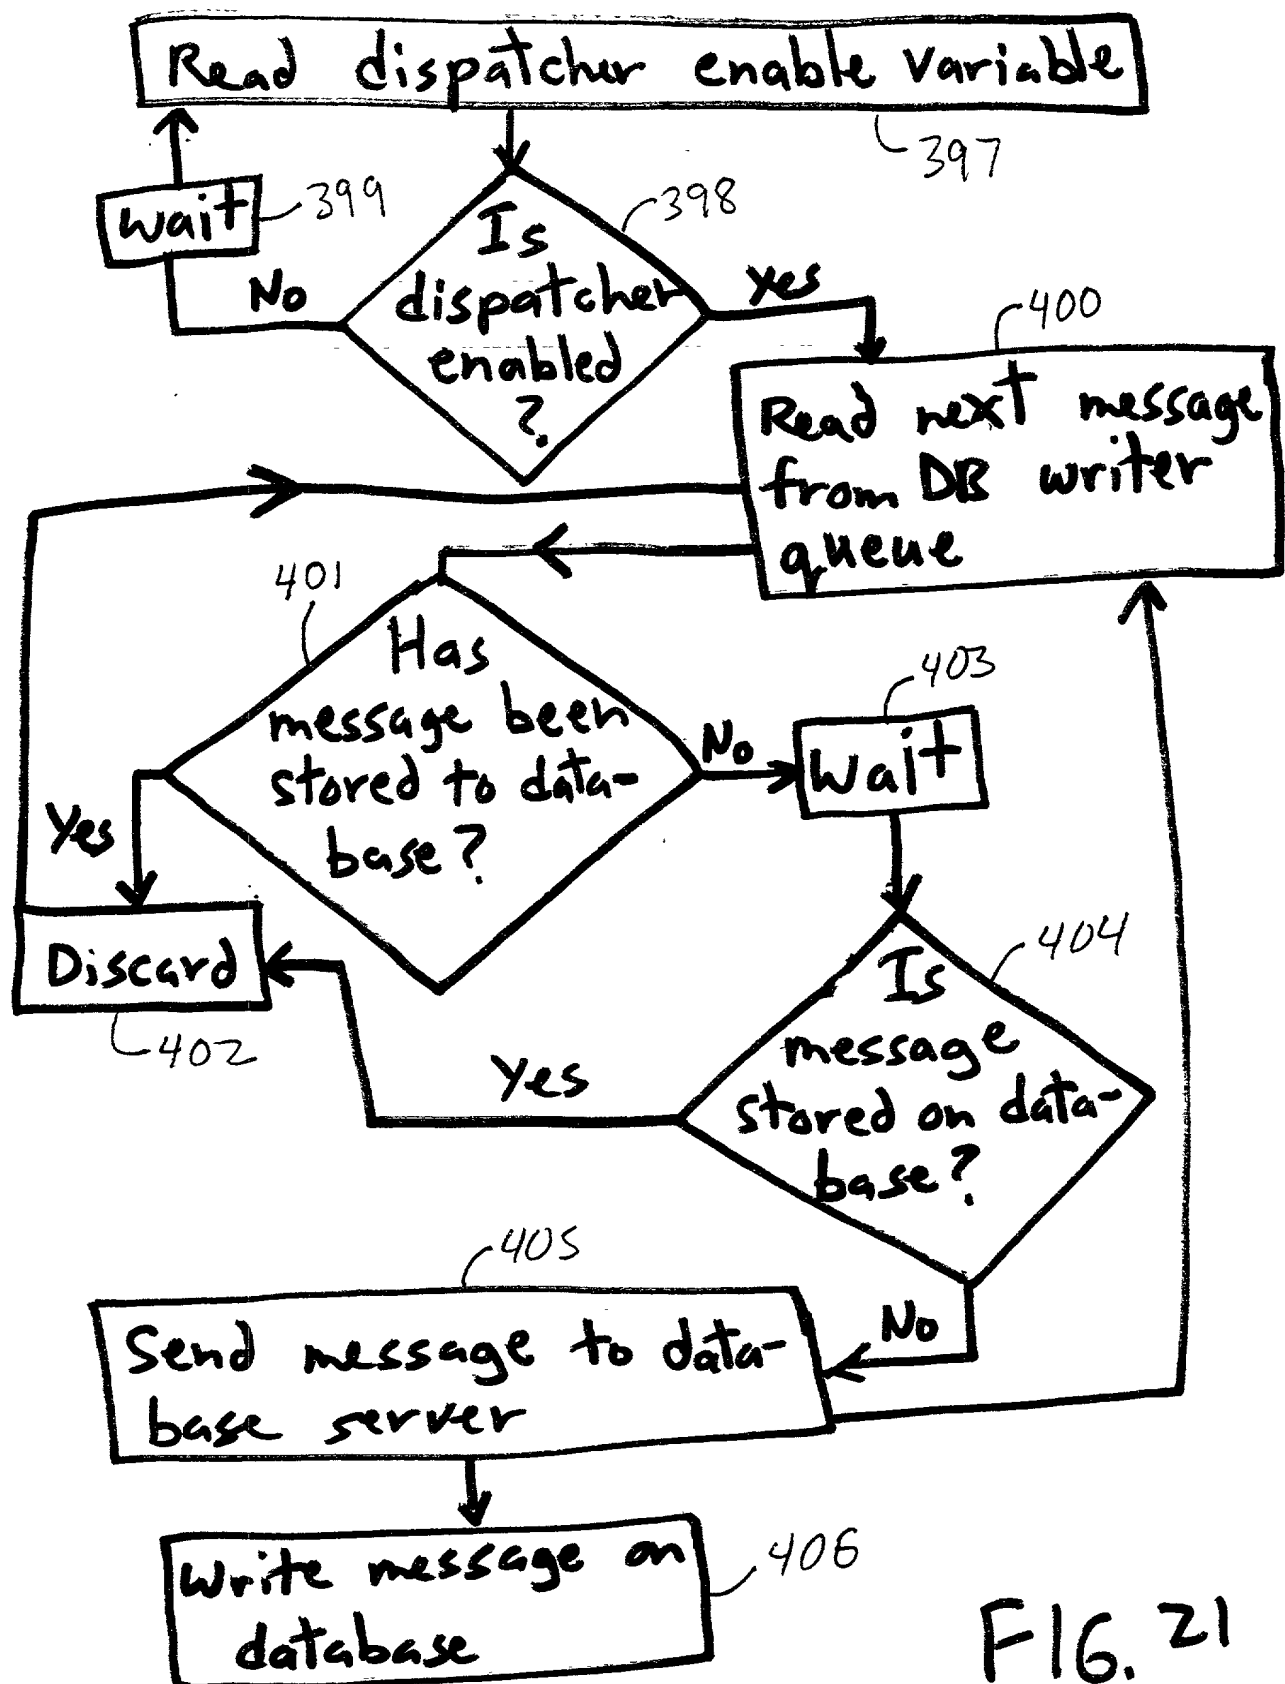 Read dispatcher enable variable
397
wait
399
398
Is
dispatcher
enabled
?
No
Yes
400
Read next message
from DB writer
queue
401
Has
message been
stored to data-
base?
No
403
Wait
Yes
Discard
402
404
Is
message
stored on data-
base?
Yes
405
No
Send message to data-
base server
Write message on
database
406
FIG. 21